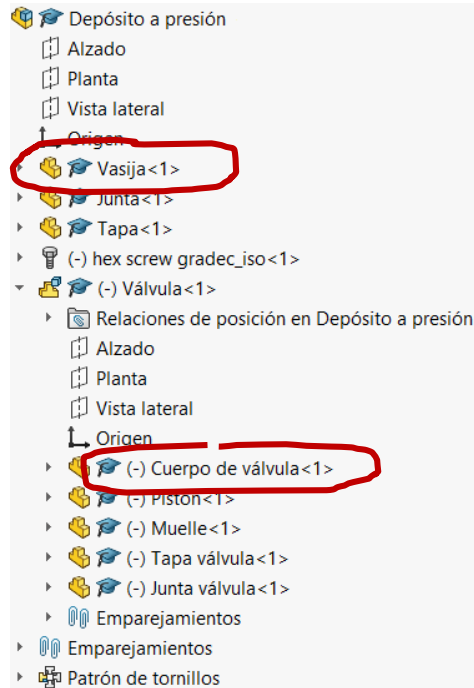 Depósito a presión
Alzado
Planta
Vista lateral
Origen
Vasija<1>
Junta<1>
Tapa<1>
(-) hex screw gradec_iso<1>
(-) Válvula<1>
Relaciones de posición en Depósito a presión
Alzado
Planta
Vista lateral
Origen
(-) Cuerpo de válvula<1>
(-) Pistón<1>
(-) Muelle<1>
(-) Tapa válvula<1>
(-) Junta válvula<1>
Emparejamientos
Emparejamientos
Patrón de tornillos